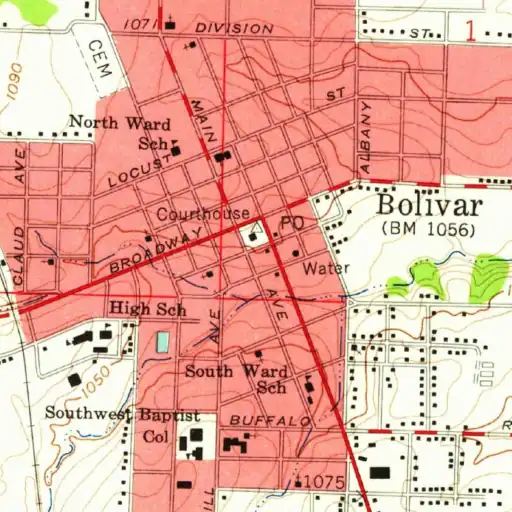 1071
DIVISION
ST
1
CEM
1090
MAIN
ST
North Ward
Sch
ALBANY
LOCUST
CLAUD AVE
Courthouse
PO
Bolivar
(BM 1056)
BROADWAY
Water
High Sch
AVE
AVE
1050
South Ward
Sch
Southwest Baptist
Col
BUFFALO
R
1075
ILL